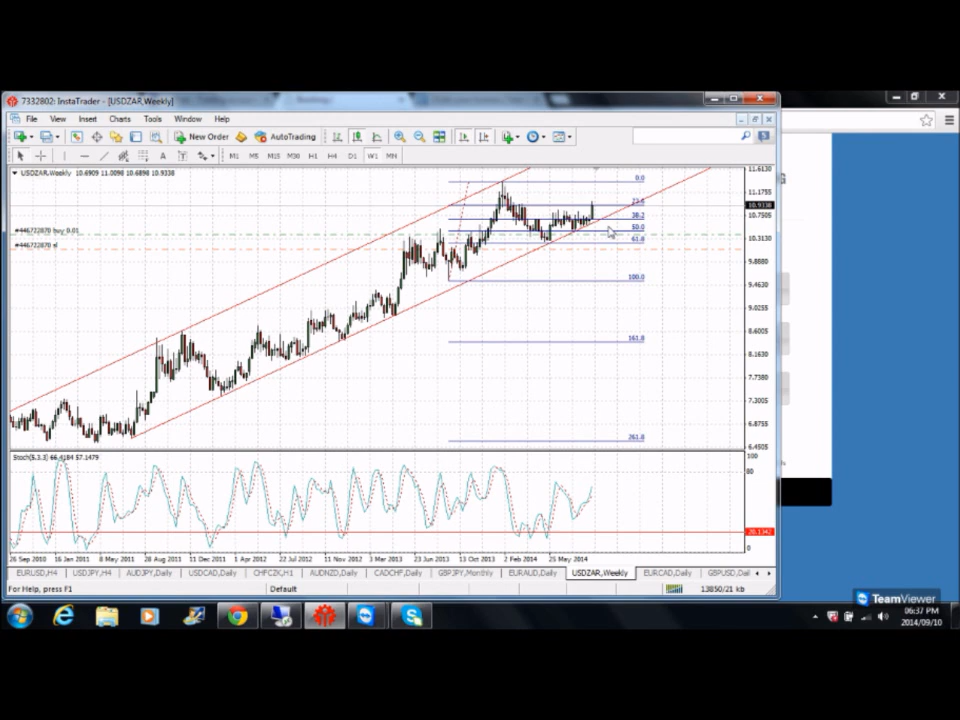 7332802: InstaTrader - [USDZAR,Weekly]
File View Insert Charts Tools Window Help
New Order AutoTrading
M1 M5 M15 M30 H1 H4 D1 W1 MN
USDZAR,Weekly 10.6909 11.0098 10.6898 10.9338
11.6130
11.1755
10.9338
10.7505
10.3130
9.8880
9.4630
9.0255
8.6005
8.1630
7.7380
7.3005
6.8755
6.4505
0.0
23.6
38.2
50.0
61.8
100.0
161.8
261.8
#446722870 buy 0.01
#446722870 sl
Stoch(5,3,3) 66.4184 57.1479
100
80
20.1342
0
26 Sep 2010 16 Jan 2011 8 May 2011 28 Aug 2011 11 Dec 2011 1 Apr 2012 22 Jul 2012 11 Nov 2012 3 Mar 2013 23 Jun 2013 13 Oct 2013 2 Feb 2014 25 May 2014
EURUSD,H4 USDJPY,H4 AUDJPY,Daily USDCAD,Daily CHFCZK,H1 AUDNZD,Daily CADCHF,Daily GBPJPY,Monthly EURAUD,Daily USDZAR,Weekly EURCAD,Daily GBPUSD,Dail
For Help, press F1 Default 13850/21 kb
TeamViewer
06:37 PM
2014/09/10